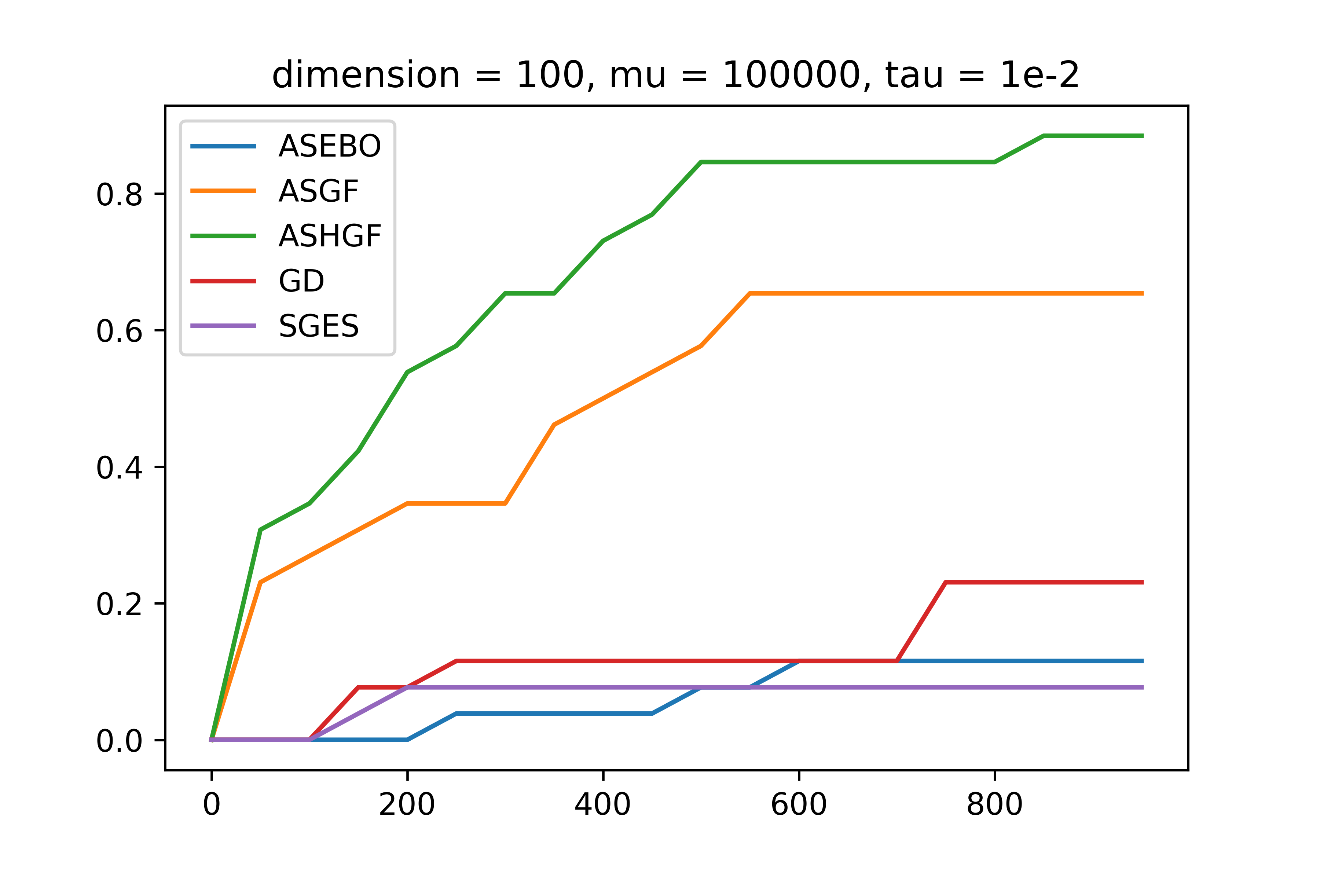 dimension = 100, mu = 100000, tau = 1e-2
ASEBO
ASGF
ASHGF
GD
SGES
0.8
0.6
0.4
0.2
0.0
0 200 400 600 800